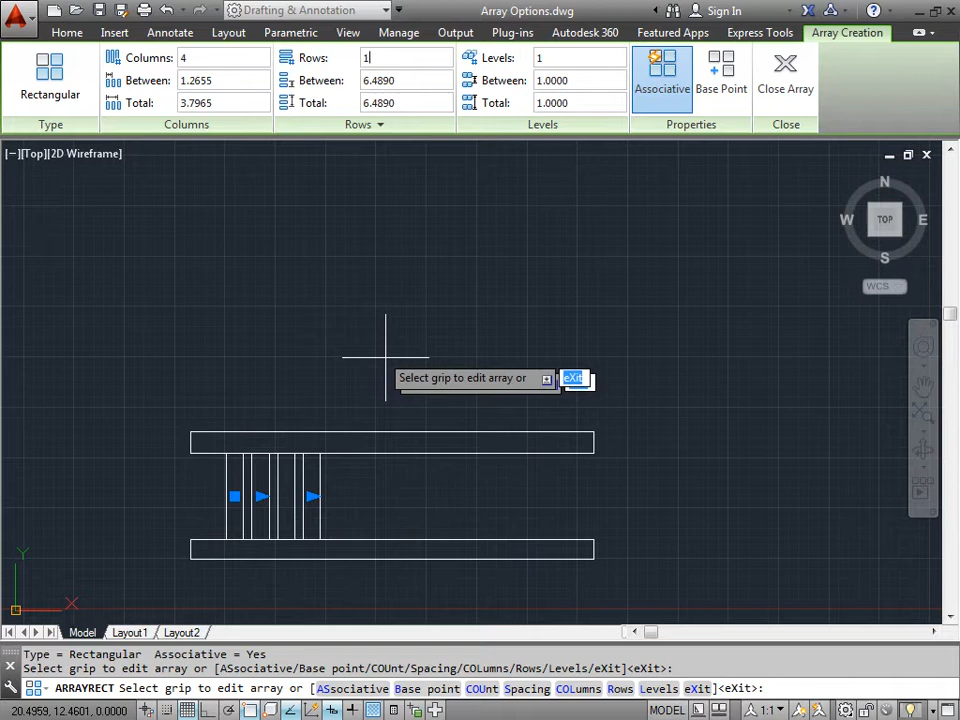 Drafting & Annotation
Array Options.dwg
Sign In
Home Insert Annotate Layout Parametric View Manage Output Plug-ins Featured Apps Autodesk 360 Express Tools Array Creation
Columns: 4 Rows: 1 Levels: 1
Between: 1.2655 Between: 6.4890 Between: 1.0000
Total: 3.7965 Total: 6.4890 Total: 1.0000
Rectangular Associative Base Point Close Array
Type Columns Rows Levels Properties Close
[−][Top][2D Wireframe]
N
W TOP E
S
WCS
Select grip to edit array or eXit
Y
X
Model Layout1 Layout2
Type = Rectangular Associative = Yes
Select grip to edit array or [ASsociative/Base point/COUnt/Spacing/COLumns/Rows/Levels/eXit]<eXit>:
ARRAYRECT Select grip to edit array or [ASsociative Base point COUnt Spacing COLumns Rows Levels eXit]<eXit>:
20.4959, 12.4601, 0.0000 MODEL 1:1